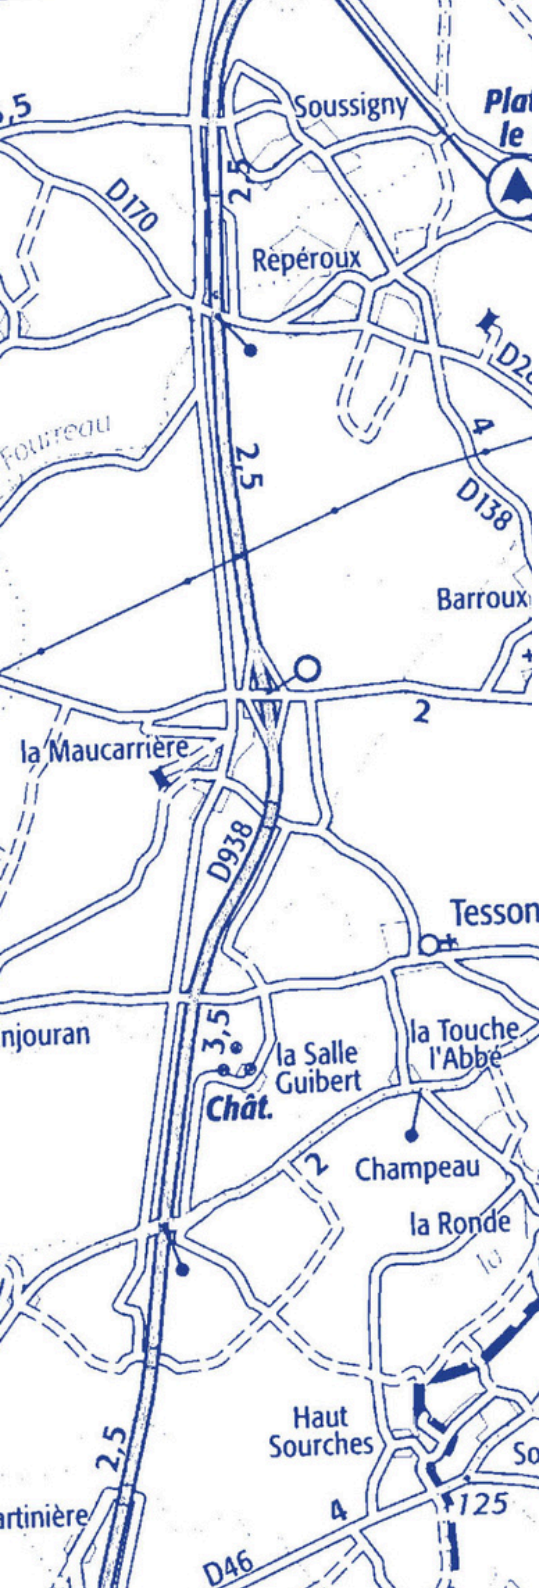 ,5
Soussigny
Pla
le
2,5
D170
Repéroux
D2
4
Fourreau
2,5
D138
Barroux
2
la Maucarrière
D938
Tesson
3,5
njouran
la Touche
l'Abbé
la Salle
Guibert
Chât.
2
Champeau
la Ronde
Haut
Sourches
2,5
So
125
artinière
4
D46